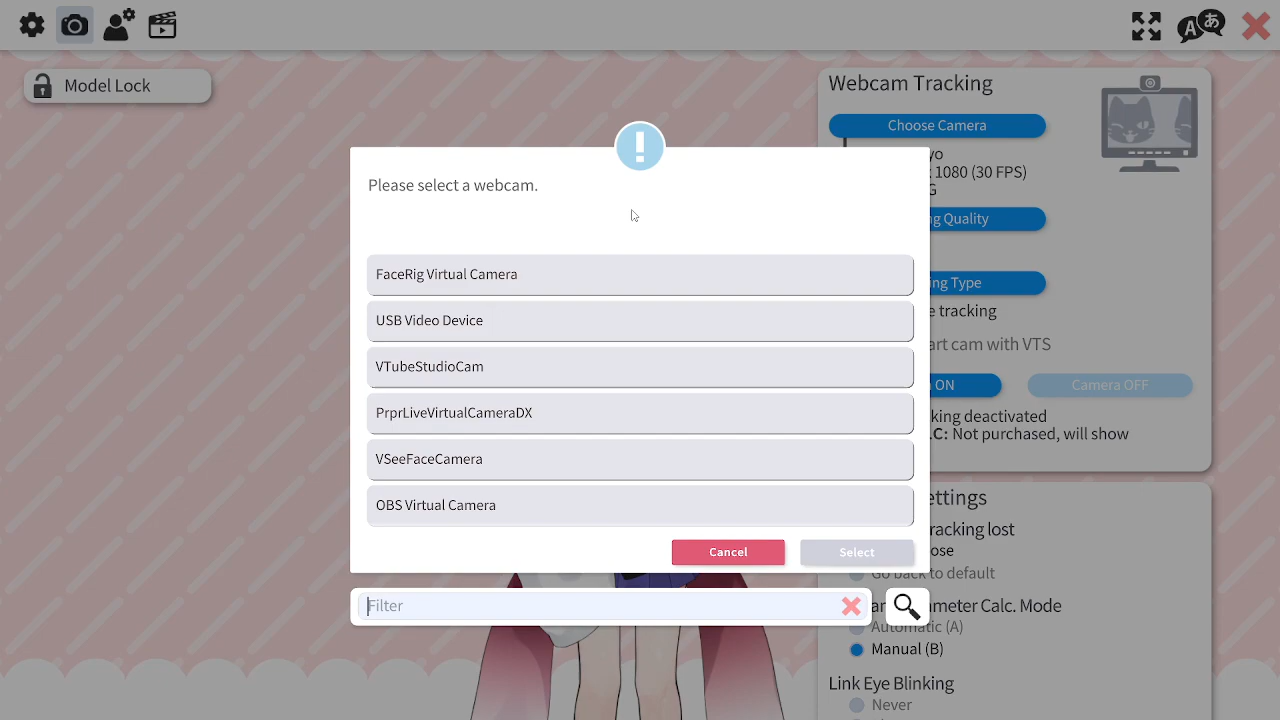 Model Lock
Webcam Tracking
Choose Camera
yo
1080 (30 FPS)
G
ng Quality
ng Type
e tracking
art cam with VTS
ON
Camera OFF
king deactivated
.C: Not purchased, will show
Please select a webcam.
FaceRig Virtual Camera
USB Video Device
VTubeStudioCam
PrprLiveVirtualCameraDX
VSeeFaceCamera
OBS Virtual Camera
Cancel
Select
Filter
ettings
racking lost
ose
Go back to default
ameter Calc. Mode
Automatic (A)
Manual (B)
Link Eye Blinking
Never